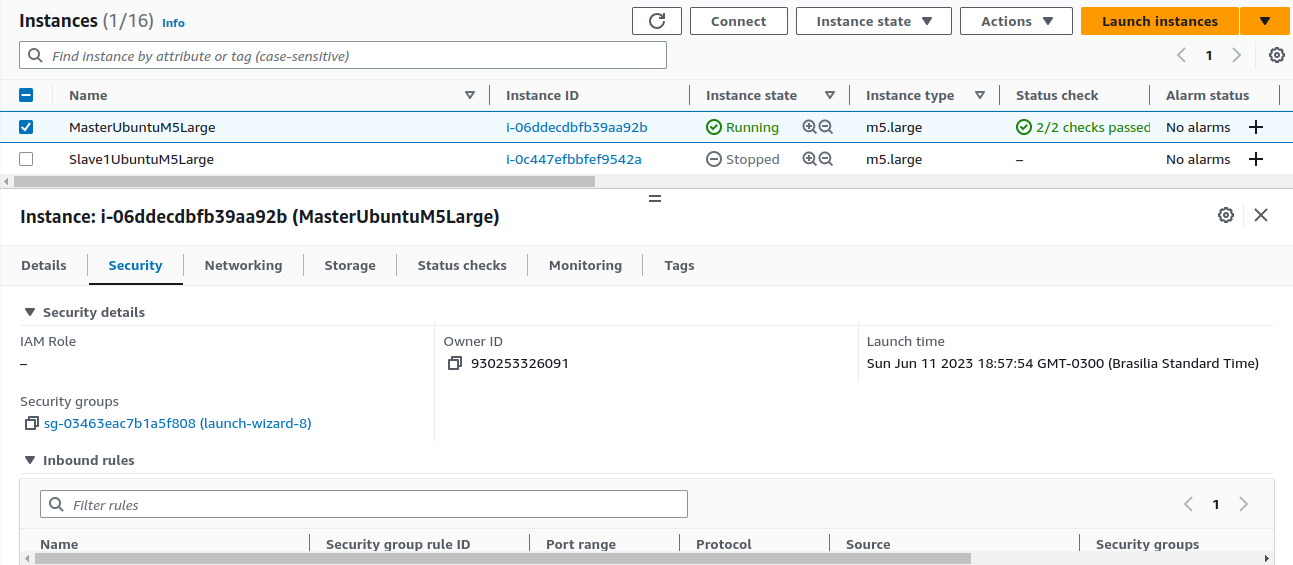 Instances (1/16) Info
Connect Instance state Actions Launch instances
Find Instance by attribute or tag (case-sensitive)
1
Name Instance ID Instance state Instance type Status check Alarm status
MasterUbuntuM5Large i-06ddecdbfb39aa92b Running m5.large 2/2 checks passed No alarms
Slave1UbuntuM5Large i-0c447efbbfef9542a Stopped m5.large – No alarms
Instance: i-06ddecdbfb39aa92b (MasterUbuntuM5Large)
Details Security Networking Storage Status checks Monitoring Tags
Security details
IAM Role Owner ID Launch time
– 930253326091 Sun Jun 11 2023 18:57:54 GMT-0300 (Brasilia Standard Time)
Security groups
sg-03463eac7b1a5f808 (launch-wizard-8)
Inbound rules
Filter rules 1
Name Security group rule ID Port range Protocol Source Security groups